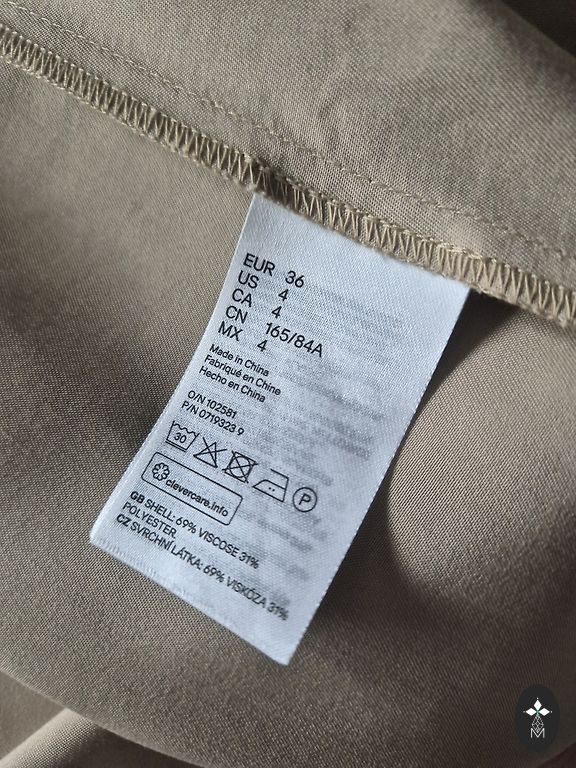 EUR 36
US 4
CA 4
CN 165/84A
MX 4
Made in China
Fabriqué en Chine
Hecho en China
O/N 102581
P/N 0719323 9
30
P
clevercare.info
GB SHELL: 69% VISCOSE 31%
POLYESTER.
CZ SVRCHNÍ LÁTKA: 69% VISKÓZA 31%
M